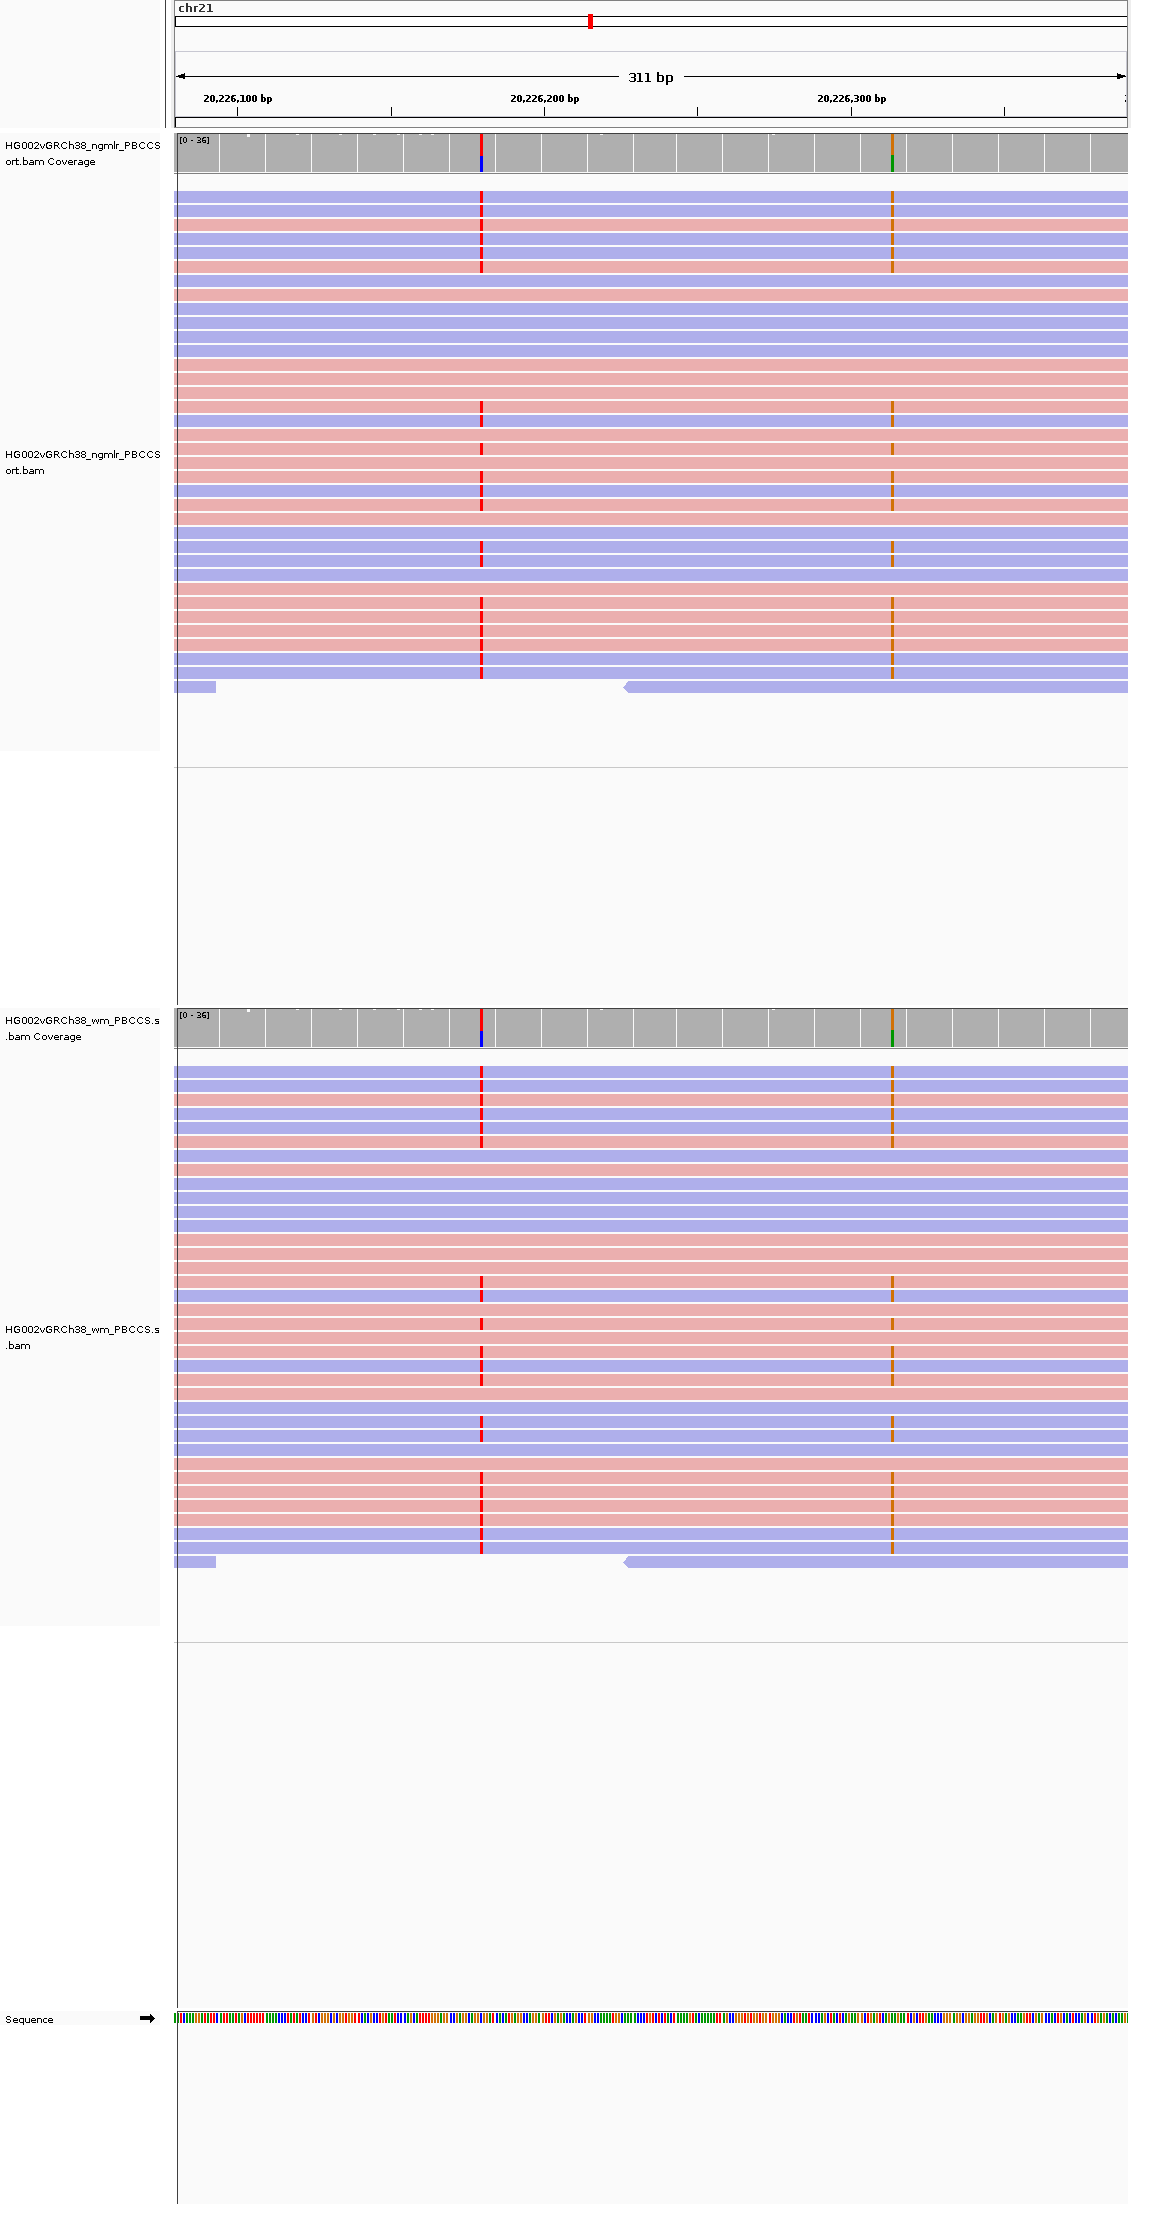 chr21
311 bp
20,226,100 bp 20,226,200 bp 20,226,300 bp
HG002vGRCh38_ngmlr_PBCCS
ort.bam Coverage
[0 - 36]
HG002vGRCh38_ngmlr_PBCCS
ort.bam
HG002vGRCh38_wm_PBCCS.s
.bam Coverage
[0 - 36]
HG002vGRCh38_wm_PBCCS.s
.bam
Sequence